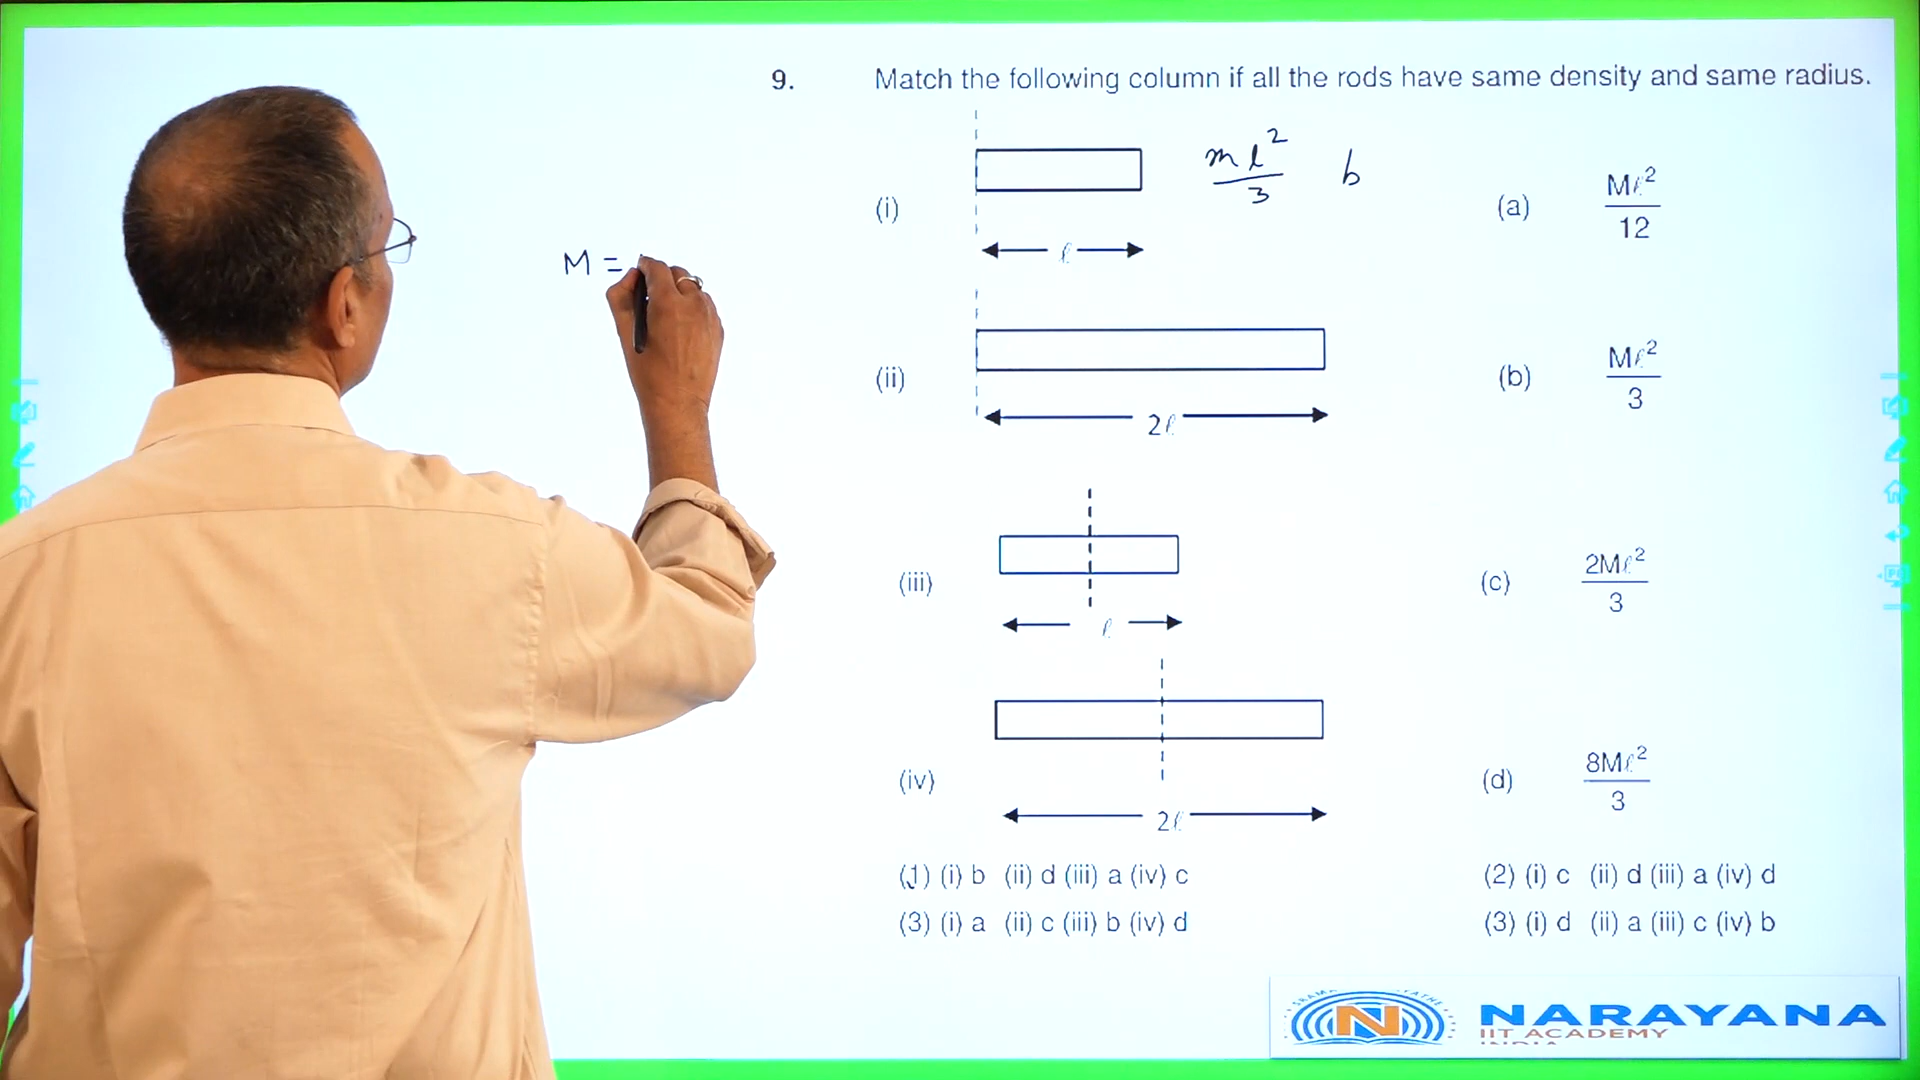 9. Match the following column if all the rods have same density and same radius.
mℓ²/3 b
(i) ℓ
(a) Mℓ²/12
M =
(ii) 2ℓ
(b) Mℓ²/3
(iii) ℓ
(c) 2Mℓ²/3
(iv) 2ℓ
(d) 8Mℓ²/3
(1) (i) b (ii) d (iii) a (iv) c
(2) (i) c (ii) d (iii) a (iv) d
(3) (i) a (ii) c (iii) b (iv) d
(3) (i) d (ii) a (iii) c (iv) b
N
NARAYANA
IIT ACADEMY
INDIA